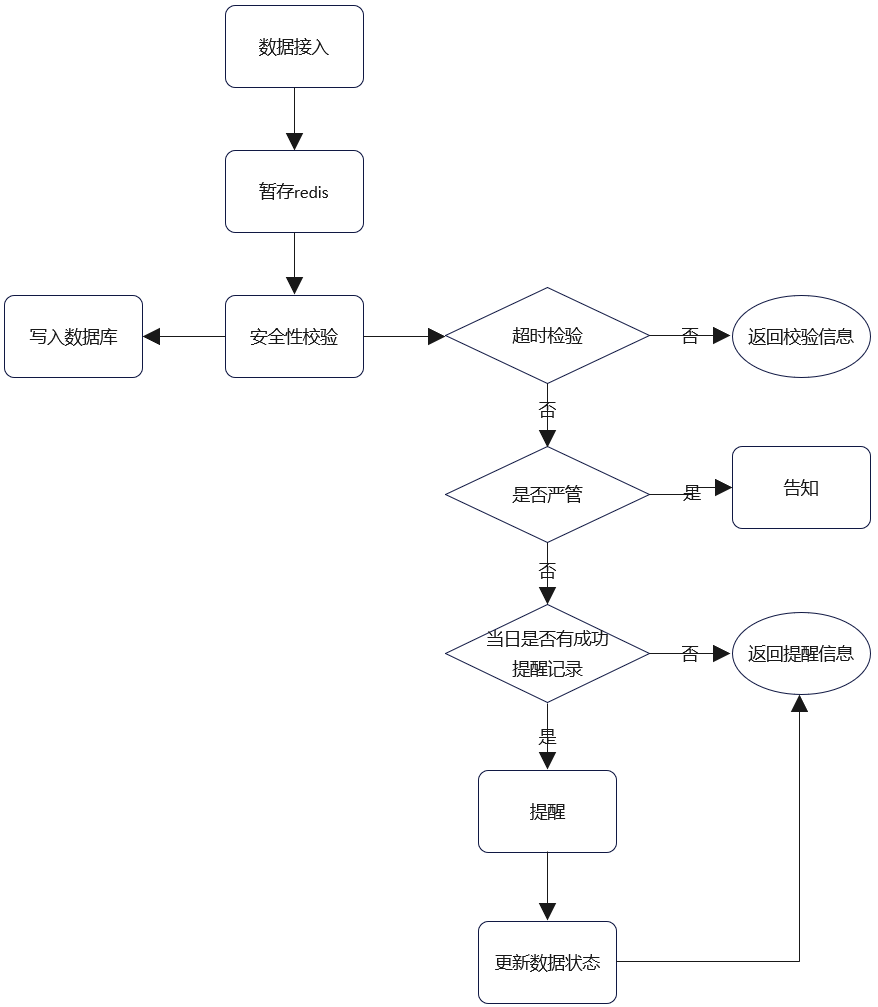 数据接入
暂存redis
写入数据库
安全性校验
超时检验
否
返回校验信息
否
是否严管
是
告知
否
当日是否有成功
提醒记录
否
返回提醒信息
是
提醒
更新数据状态